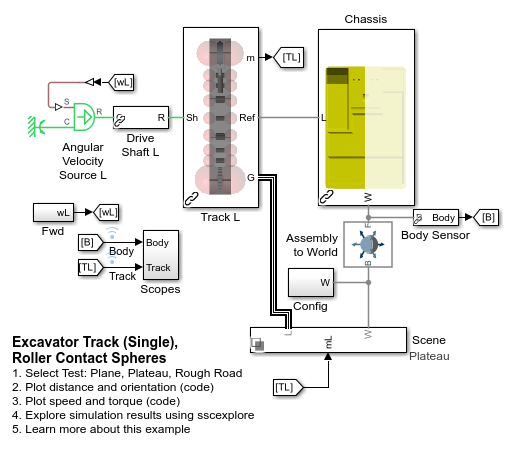 Chassis
[wL]
m
[TL]
S
R
C
R
Sh
Ref
L
Drive
Shaft L
Angular
Velocity
Source L
G
Track L
W
wL
[wL]
Fwd
F
Body
[B]
Body Sensor
Assembly
to World
B
[B]
Body
Body
[TL]
Track
Track
Scopes
W
Config
L
mL
W
Scene
Plateau
[TL]
Excavator Track (Single),
Roller Contact Spheres
1. Select Test: Plane, Plateau, Rough Road
2. Plot distance and orientation (code)
3. Plot speed and torque (code)
4. Explore simulation results using sscexplore
5. Learn more about this example